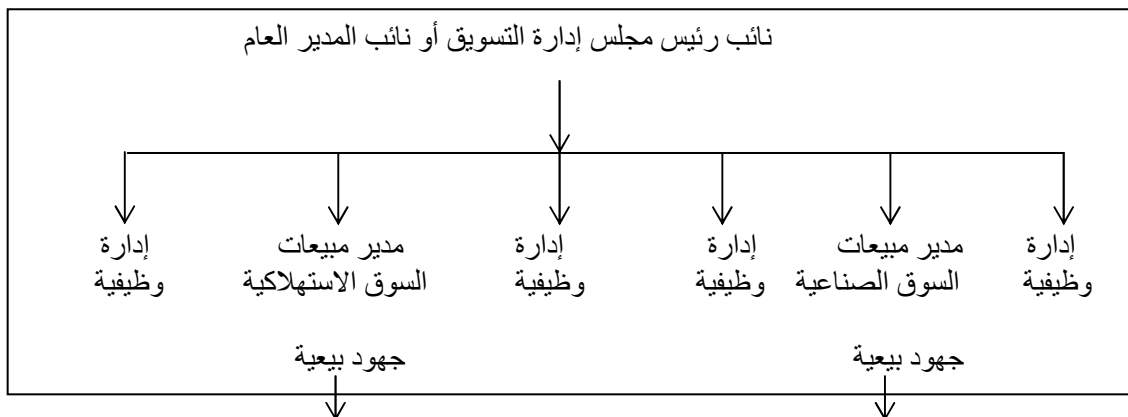 نائب رئيس مجلس إدارة التسويق أو نائب المدير العام
إدارة
وظيفية
مدير مبيعات
السوق الصناعية
إدارة
وظيفية
إدارة
وظيفية
مدير مبيعات
السوق الاستهلاكية
إدارة
وظيفية
جهود بيعية
جهود بيعية